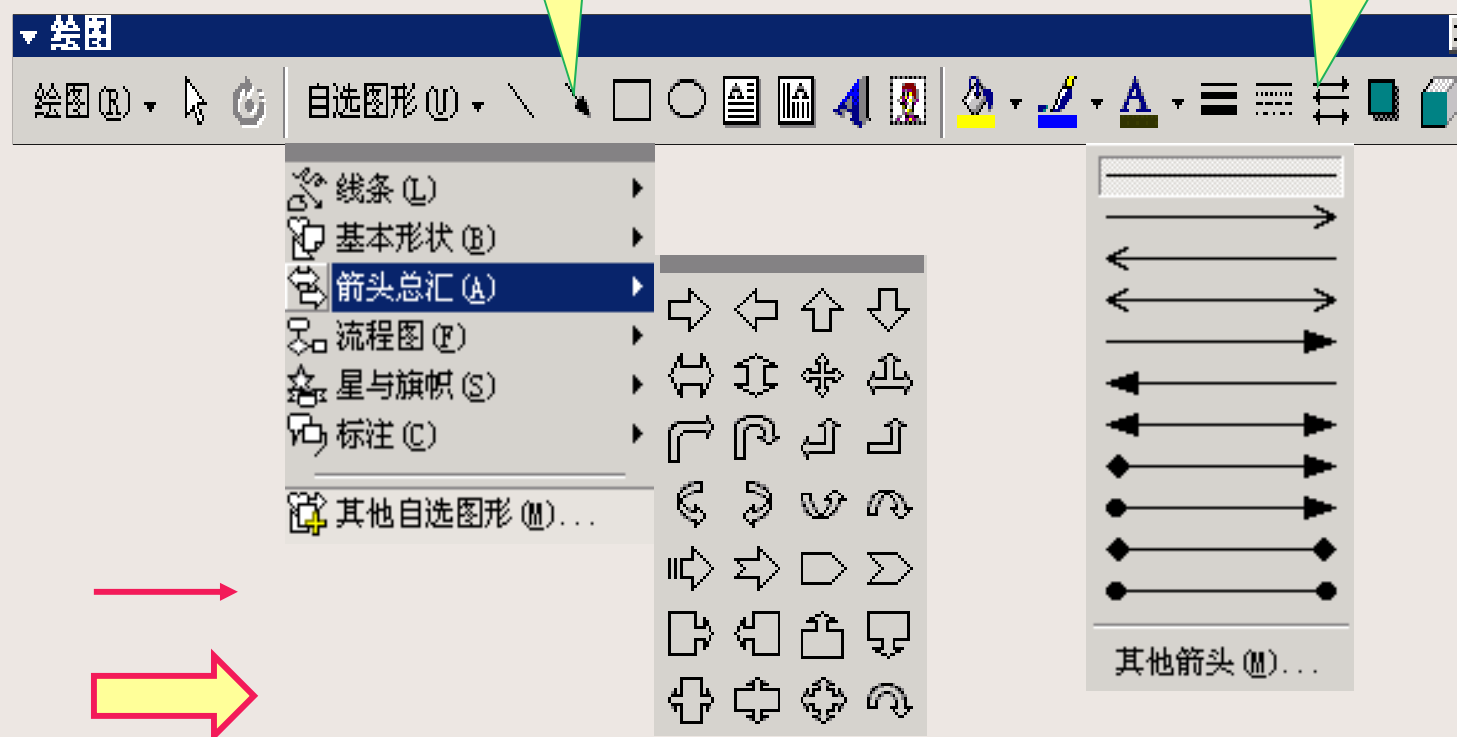 绘图
绘图(R) 自选图形(U)
线条(L)
基本形状(B)
箭头总汇(A)
流程图(F)
星与旗帜(S)
标注(C)
其他自选图形(M)...
其他箭头(M)...